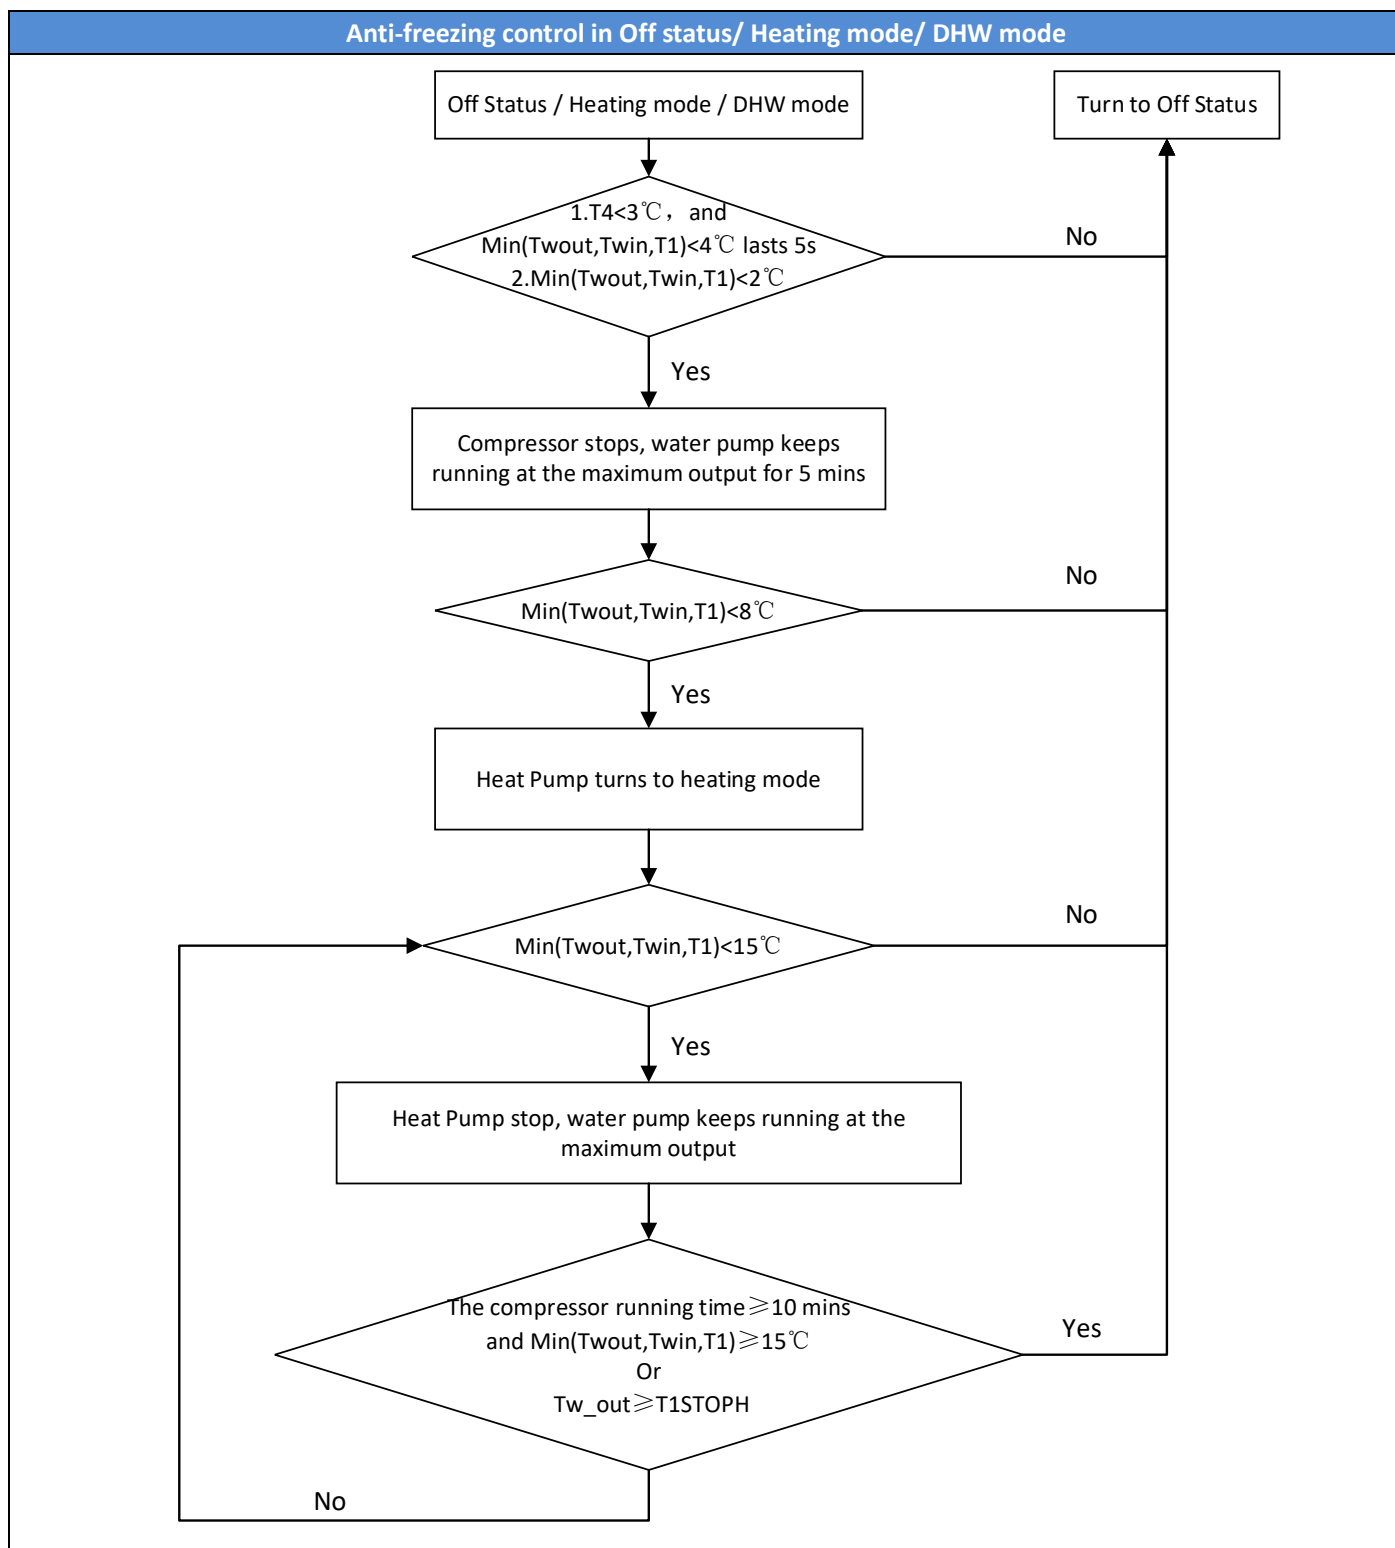 Anti-freezing control in Off status/ Heating mode/ DHW mode
Off Status / Heating mode / DHW mode
Turn to Off Status
1.T4<3℃，and
Min(Twout,Twin,T1)<4℃ lasts 5s
2.Min(Twout,Twin,T1)<2℃
No
Yes
Compressor stops, water pump keeps
running at the maximum output for 5 mins
No
Min(Twout,Twin,T1)<8℃
Yes
Heat Pump turns to heating mode
No
Min(Twout,Twin,T1)<15℃
Yes
Heat Pump stop, water pump keeps running at the
maximum output
The compressor running time≥10 mins
and Min(Twout,Twin,T1)≥15℃
Or
Tw_out≥T1STOPH
Yes
No